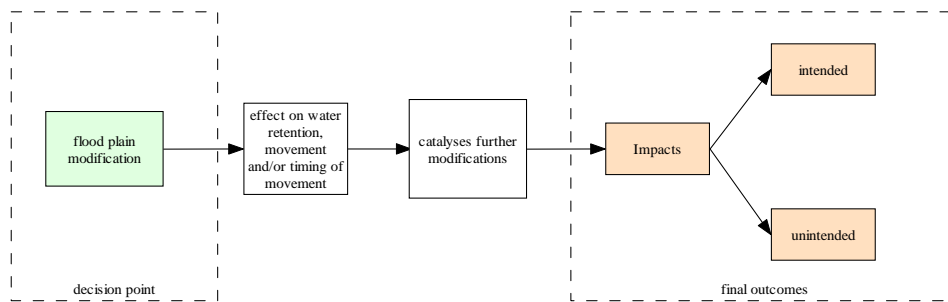 flood plain
modification
effect on water
retention,
movement
and/or timing of
movement
catalyses further
modifications
Impacts
intended
unintended
decision point
final outcomes